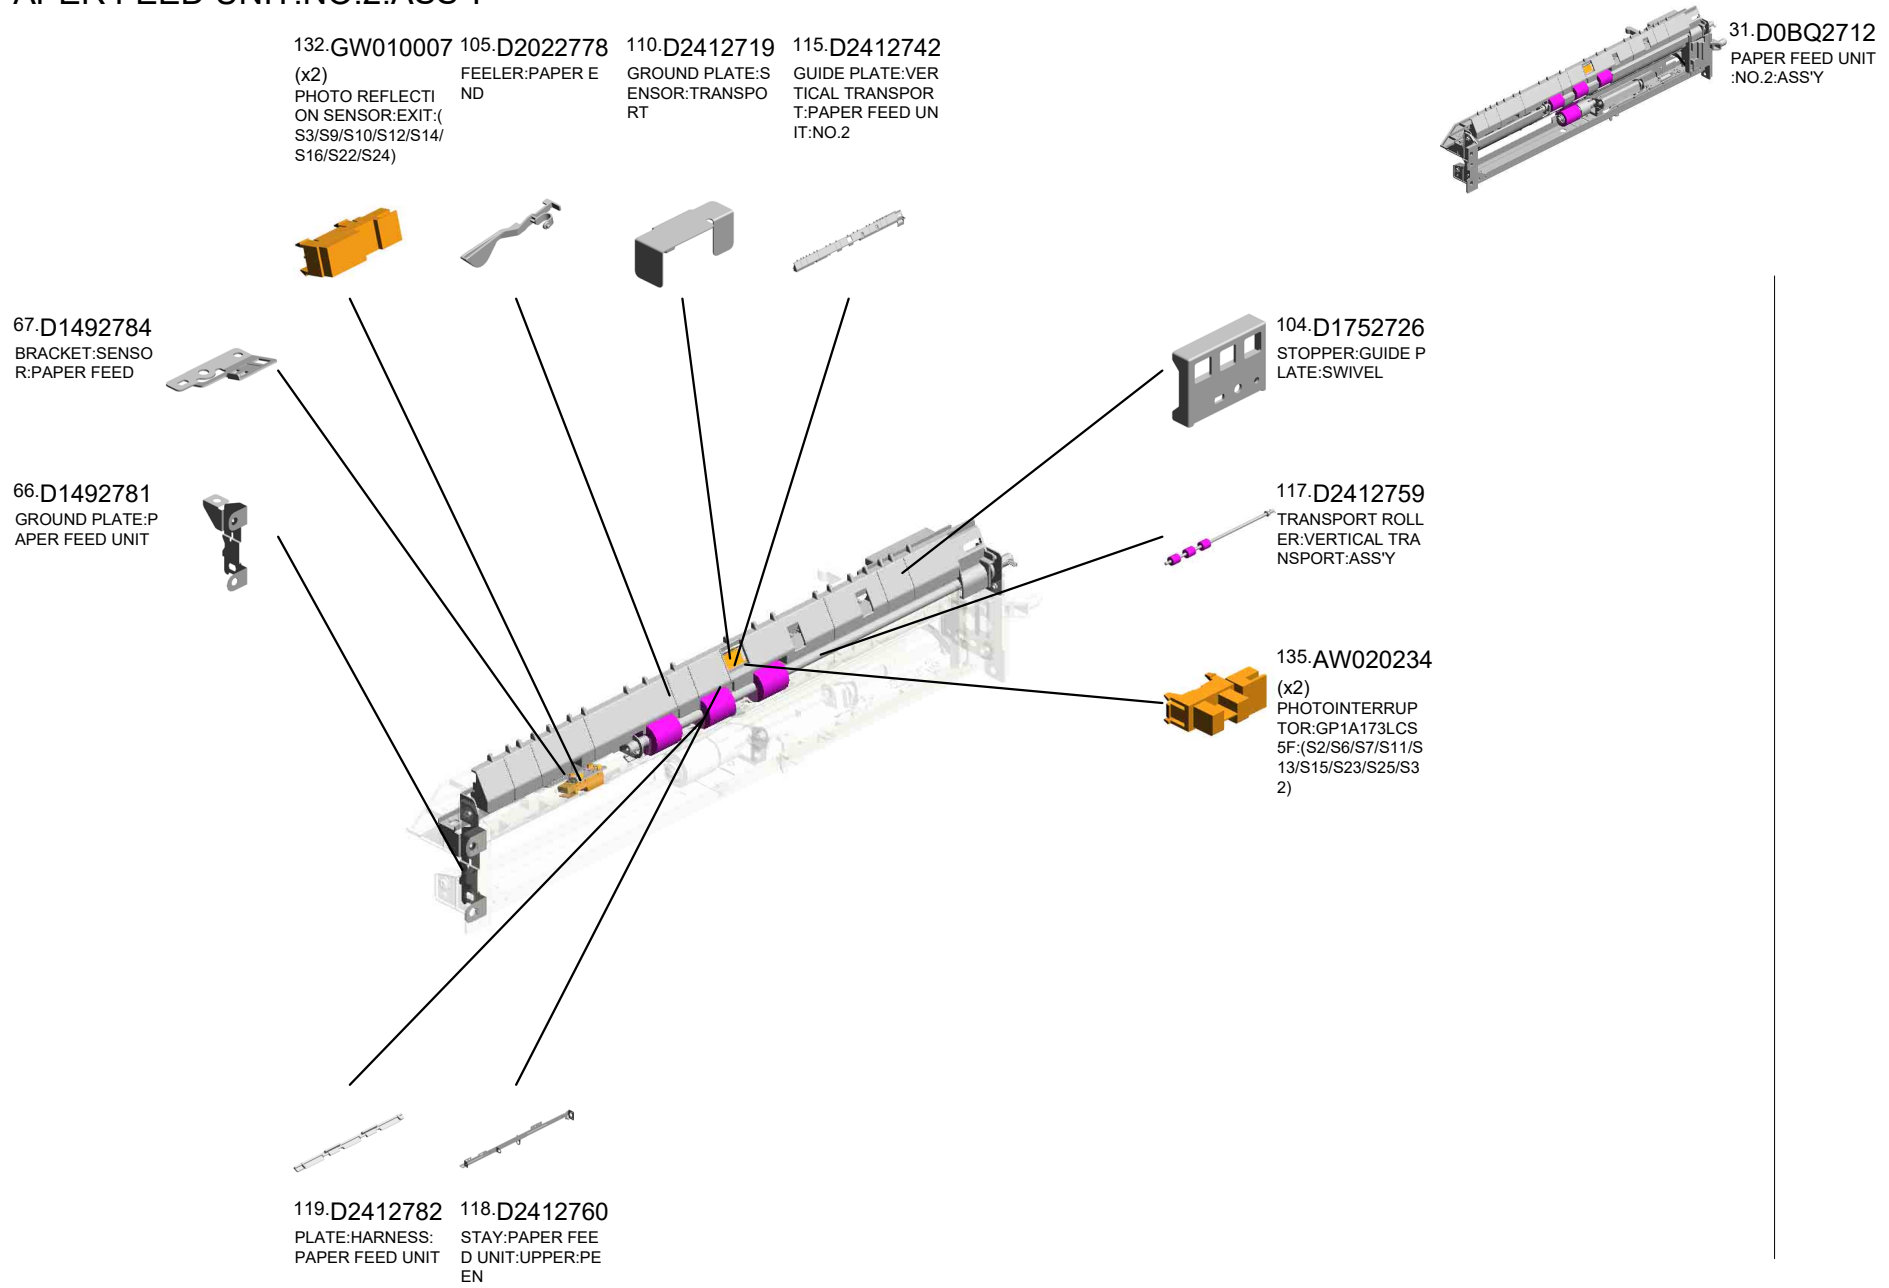 APER FEED UNIT:NO.2:ASS'Y
132.GW010007
(x2)
PHOTO REFLECTI
ON SENSOR:EXIT:(
S3/S9/S10/S12/S14/
S16/S22/S24)
105.D2022778
FEELER:PAPER E
ND
110.D2412719
GROUND PLATE:S
ENSOR:TRANSPO
RT
115.D2412742
GUIDE PLATE:VER
TICAL TRANSPOR
T:PAPER FEED UN
IT:NO.2
31.D0BQ2712
PAPER FEED UNIT
:NO.2:ASS'Y
67.D1492784
BRACKET:SENSO
R:PAPER FEED
104.D1752726
STOPPER:GUIDE P
LATE:SWIVEL
66.D1492781
GROUND PLATE:P
APER FEED UNIT
117.D2412759
TRANSPORT ROLL
ER:VERTICAL TRA
NSPORT:ASS'Y
135.AW020234
(x2)
PHOTOINTERRUP
TOR:GP1A173LCS
5F:(S2/S6/S7/S11/S
13/S15/S23/S25/S3
2)
119.D2412782
PLATE:HARNESS:
PAPER FEED UNIT
118.D2412760
STAY:PAPER FEE
D UNIT:UPPER:PE
EN